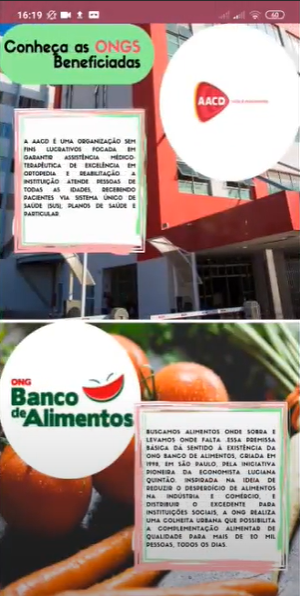 16:19
60
Conheça as ONGS
Beneficiadas
AACD
A AACD É UMA ORGANIZAÇÃO SEM
FINS LUCRATIVOS FOCADA EM
GARANTIR ASSISTÊNCIA MÉDICO-
TERAPÊUTICA DE EXCELÊNCIA EM
ORTOPEDIA E REABILITAÇÃO. A
INSTITUIÇÃO ATENDE PESSOAS DE
TODAS AS IDADES, RECEBENDO
PACIENTES VIA SISTEMA ÚNICO DE
SAÚDE (SUS), PLANOS DE SAÚDE E
PARTICULAR.
ONG
Banco
de Alimentos
BUSCAMOS ALIMENTOS ONDE SOBRA E
LEVAMOS ONDE FALTA .ESSA PREMISSA
BÁSICA DÁ SENTIDO À EXISTÊNCIA DA
ONG BANCO DE ALIMENTOS, CRIADA EM
1998, EM SÃO PAULO, PELA INICIATIVA
PIONEIRA DA ECONOMISTA LUCIANA
QUINTÃO. INSPIRADA NA IDEIA DE
REDUZIR O DESPERDÍCIO DE ALIMENTOS
NA INDÚSTRIA E COMÉRCIO, E
DISTRIBUIR O EXCEDENTE PARA
INSTITUIÇÕES SOCIAIS, A ONG REALIZA
UMA COLHEITA URBANA QUE POSSIBILITA
A COMPLEMENTAÇÃO ALIMENTAR DE
QUALIDADE PARA MAIS DE 20 MIL
PESSOAS, TODOS OS DIAS.